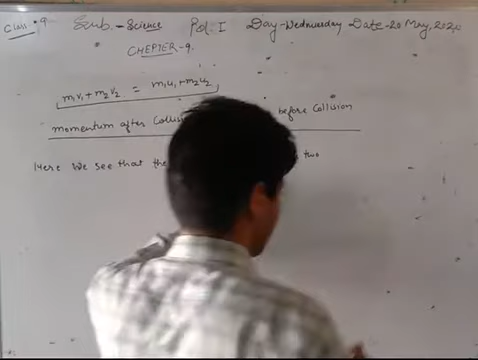 Class - 9 Sub. - Science Pd. I Day - Wednesday Date - 20 May, 2020
CHEPTER - 9.
m₁v₁ + m₂v₂ = m₁u₁ + m₂u₂
momentum after Collis before Collision
Here We See that the two